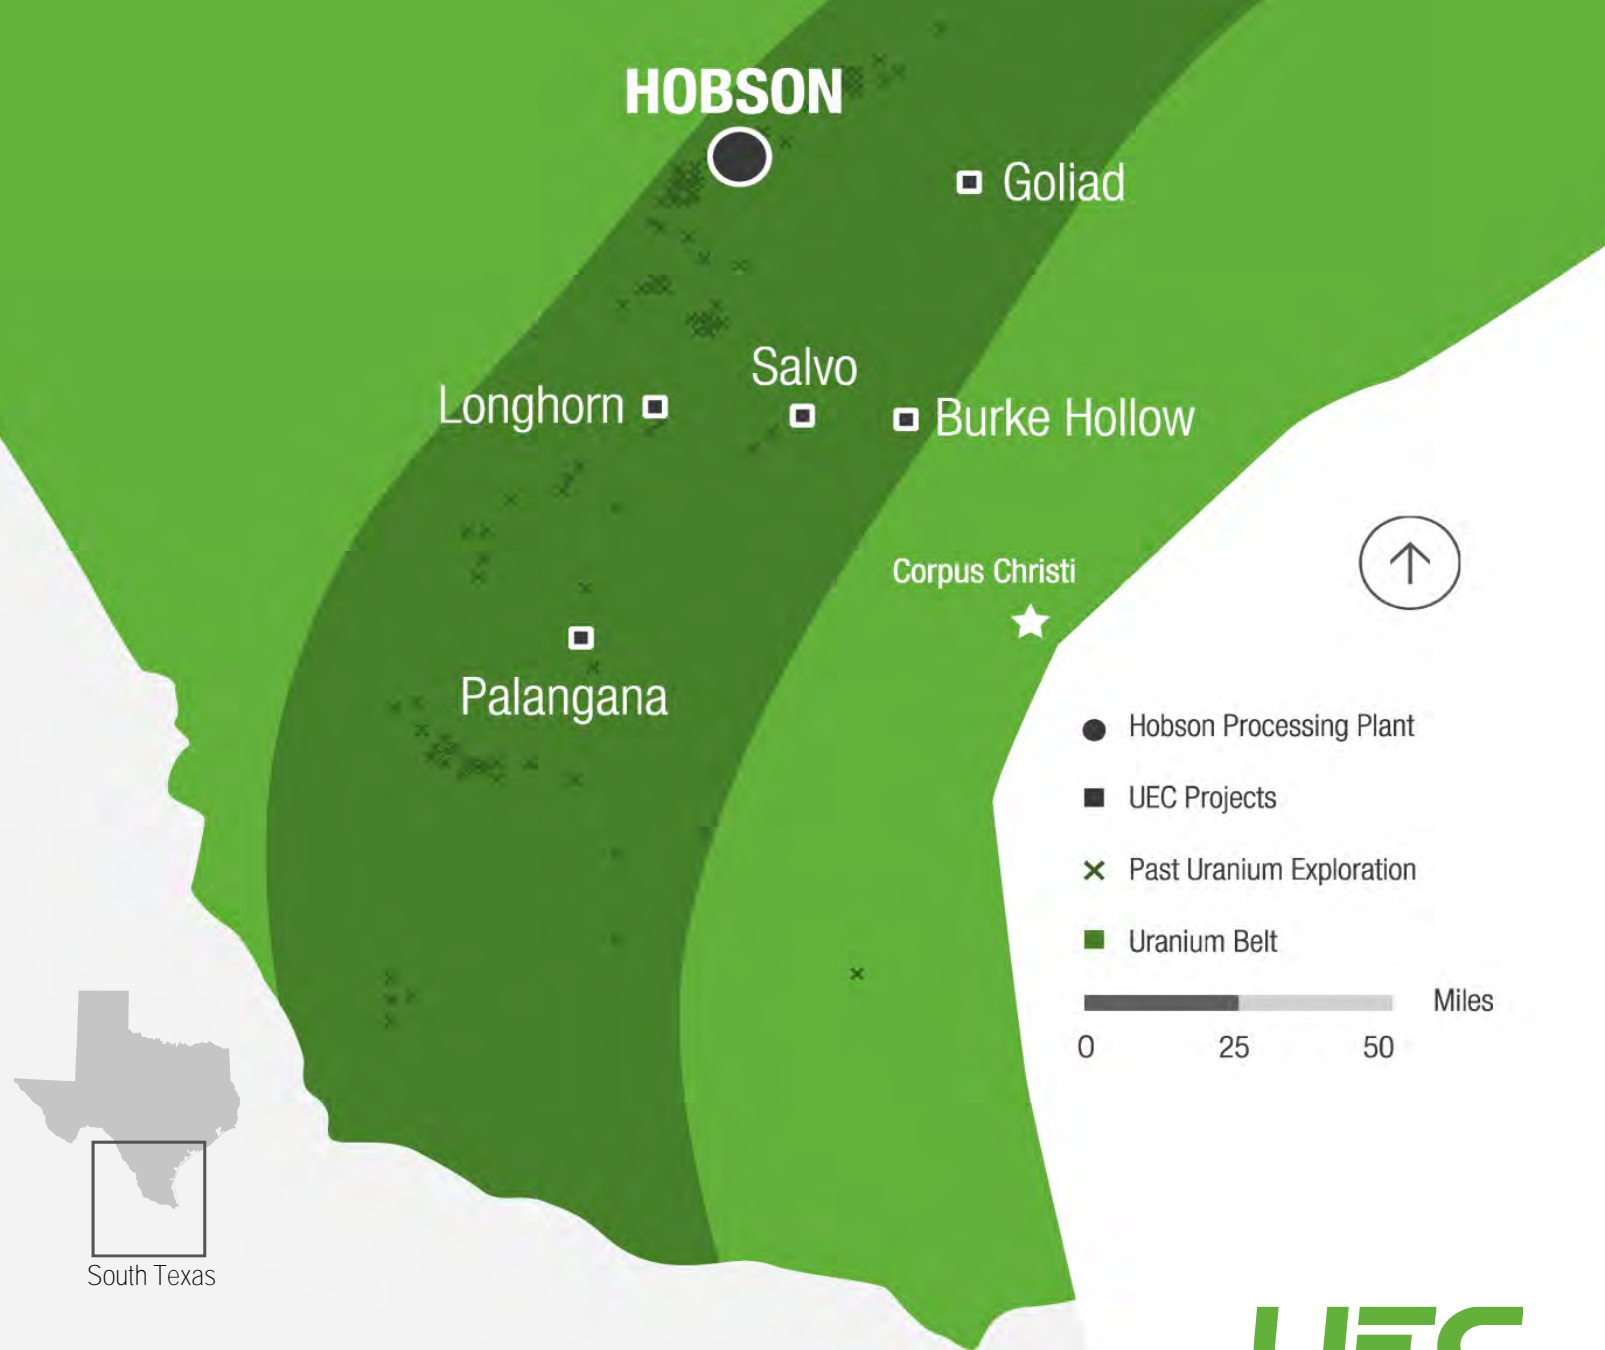 HOBSON
Goliad
Salvo
Longhorn
Burke Hollow
Corpus Christi
Palangana
Hobson Processing Plant
UEC Projects
Past Uranium Exploration
Uranium Belt
Miles
0 25 50
South Texas
UEC